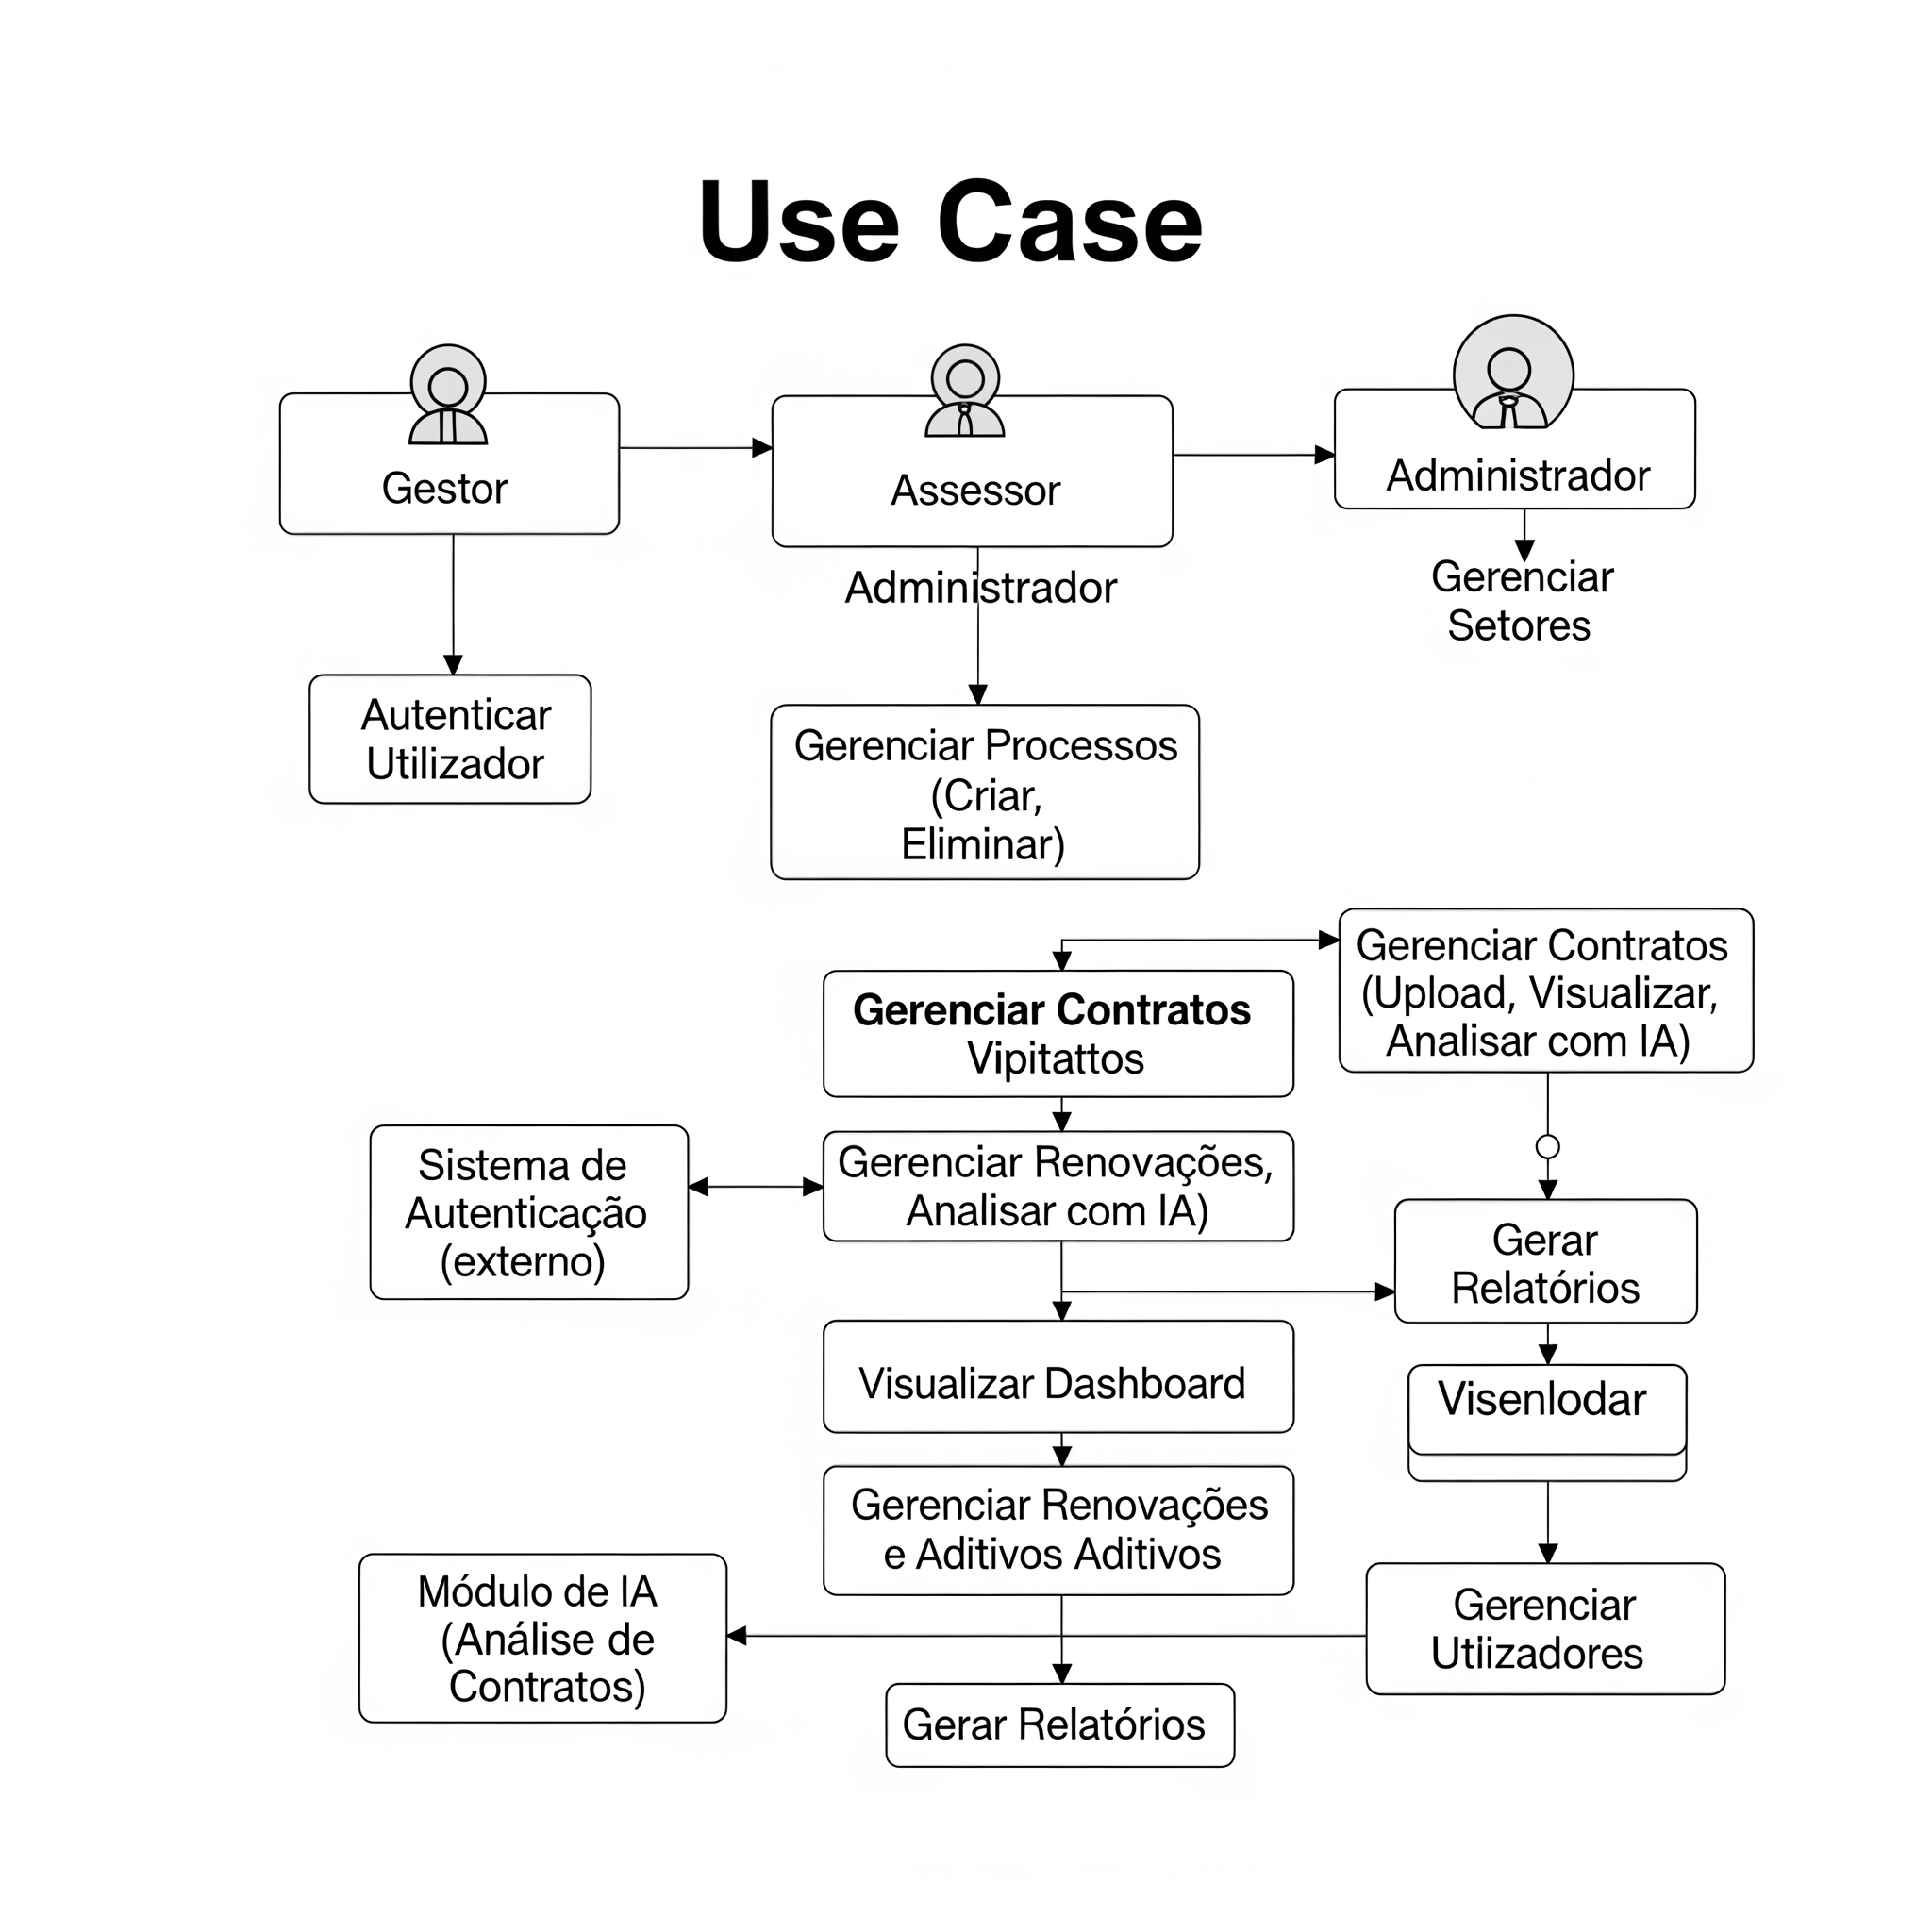 Use Case
Gestor
Assessor
Administrador
Administrador
Gerenciar
Setores
Autenticar
Utilizador
Gerenciar Processos
(Criar,
Eliminar)
Gerenciar Contratos
(Upload, Visualizar,
Analisar com IA)
Gerenciar Contratos
Vipitattos
Sistema de
Autenticação
(externo)
Gerenciar Renovações,
Analisar com IA)
Gerar
Relatórios
Visualizar Dashboard
Visenlodar
Gerenciar Renovações
e Aditivos Aditivos
Módulo de IA
(Análise de
Contratos)
Gerenciar
Utiizadores
Gerar Relatórios